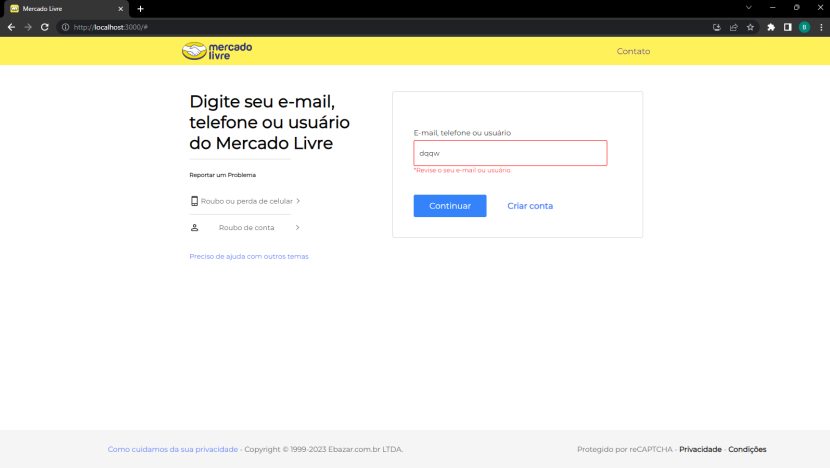 Mercado Livre
http://localhost:3000/#
B
mercado
livre
Contato
Digite seu e-mail,
telefone ou usuário
do Mercado Livre
Reportar um Problema
Roubo ou perda de celular
Roubo de conta
Preciso de ajuda com outros temas
E-mail, telefone ou usuário
dqqw
*Revise o seu e-mail ou usuário.
Continuar
Criar conta
Como cuidamos da sua privacidade - Copyright © 1999-2023 Ebazar.com.br LTDA.
Protegido por reCAPTCHA - Privacidade - Condições